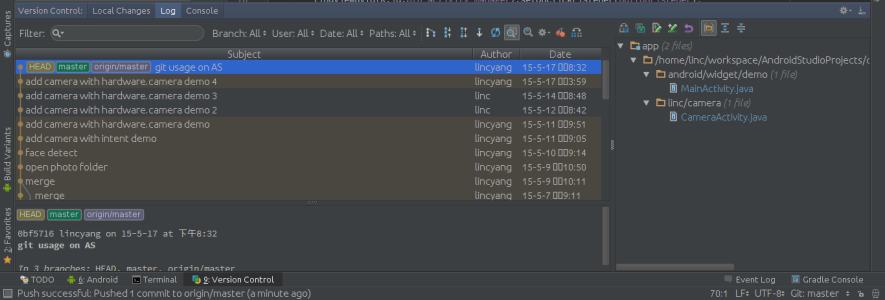 Version Control: Local Changes Log Console
Filter: Branch: All User: All Date: All Paths: All
Subject Author Date
HEAD master origin/master git usage on AS lincyang 15-5-17 8:32
add camera with hardware.camera demo 4 lincyang 15-5-17 3:59
add camera with hardware.camera demo 3 linc 15-5-14 8:48
add camera with hardware.camera demo 2 linc 15-5-12 8:42
add camera with hardware.camera demo lincyang 15-5-11 9:51
add camera with intent demo lincyang 15-5-11 9:05
face detect lincyang 15-5-10 9:14
open photo folder lincyang 15-5-9 10:50
merge lincyang 15-5-9 10:11
merge lincyang 15-5-7 9:11
HEAD master origin/master
0bf5716 lincyang on 15-5-17 at 下午8:32
git usage on AS
In 3 branches: HEAD, master, origin/master
app (2 files)
/home/linc/workspace/AndroidStudioProjects/
android/widget/demo (1 file)
MainActivity.java
linc/camera (1 file)
CameraActivity.java
Captures
Build Variants
2: Favorites
TODO 6: Android Terminal 9: Version Control Event Log Gradle Console
Push successful: Pushed 1 commit to origin/master (a minute ago) 70:1 LF UTF-8 Git: master